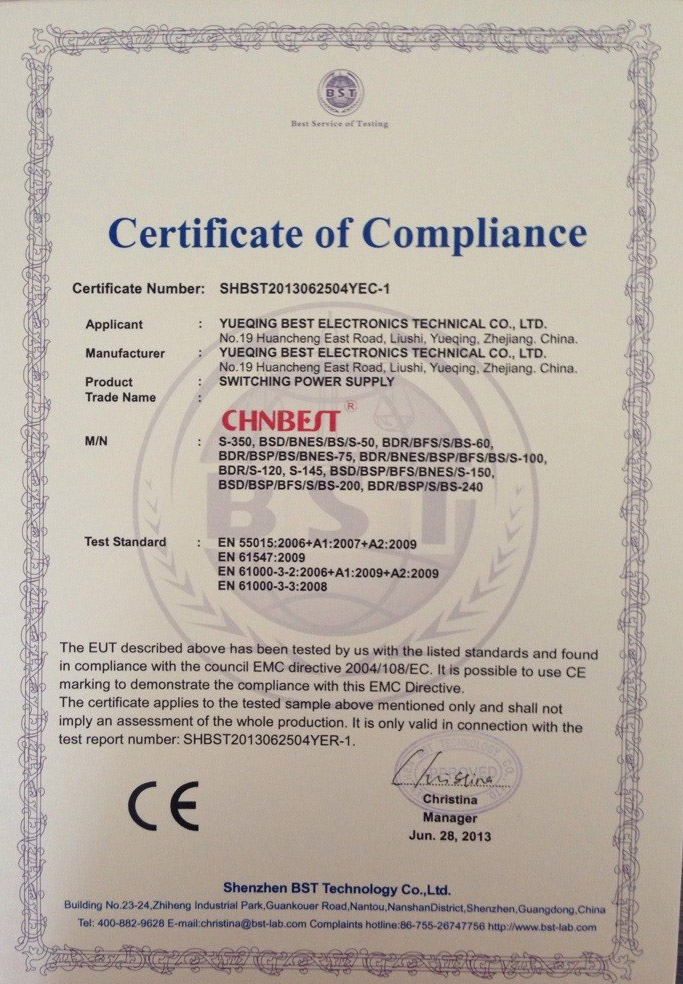 BST
Best Service of Testing
Certificate of Compliance
Certificate Number: SHBST2013062504YEC-1
Applicant : YUEQING BEST ELECTRONICS TECHNICAL CO., LTD.
No.19 Huancheng East Road, Liushi, Yueqing, Zhejiang. China.
Manufacturer : YUEQING BEST ELECTRONICS TECHNICAL CO., LTD.
No.19 Huancheng East Road, Liushi, Yueqing, Zhejiang. China.
Product : SWITCHING POWER SUPPLY
Trade Name :
CHNBEST ®
M/N : S-350, BSD/BNES/BS/S-50, BDR/BFS/S/BS-60,
BDR/BSP/BS/BNES-75, BDR/BNES/BSP/BFS/BS/S-100,
BDR/S-120, S-145, BSD/BSP/BFS/BNES/S-150,
BSD/BSP/BFS/S/BS-200, BDR/BSP/S/BS-240
BST
Test Standard : EN 55015:2006+A1:2007+A2:2009
EN 61547:2009
EN 61000-3-2:2006+A1:2009+A2:2009
EN 61000-3-3:2008
The EUT described above has been tested by us with the listed standards and found
in compliance with the council EMC directive 2004/108/EC. It is possible to use CE
marking to demonstrate the compliance with this EMC Directive.
The certificate applies to the tested sample above mentioned only and shall not
imply an assessment of the whole production. It is only valid in connection with the
test report number: SHBST2013062504YER-1.
APPROVED
Christina
CE
Christina
Manager
Jun. 28, 2013
Shenzhen BST Technology Co.,Ltd.
Building No.23-24,Zhiheng Industrial Park,Guankouer Road,Nantou,NanshanDistrict,Shenzhen,Guangdong,China
Tel: 400-882-9628 E-mail:christina@bst-lab.com Complaints hotline:86-755-26747756 http://www.bst-lab.com